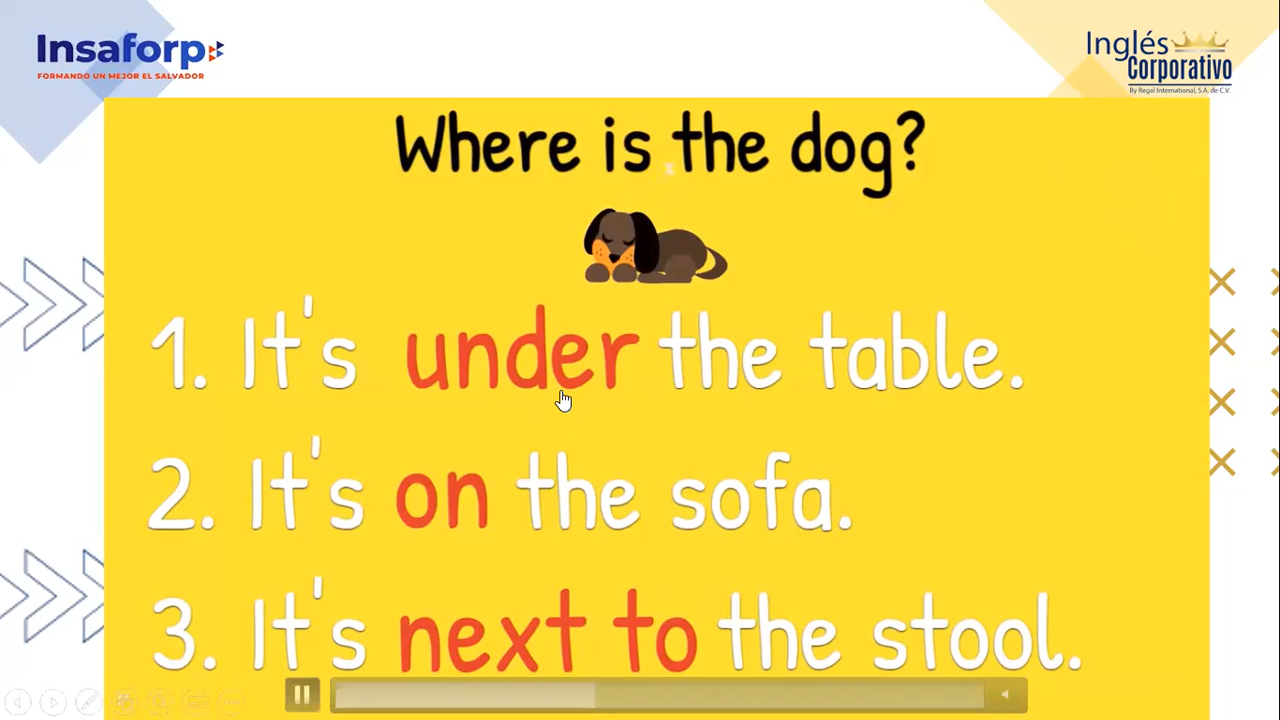 Insaforp
FORMANDO UN MEJOR EL SALVADOR
Inglés
Corporativo
By Regal International, S.A. de C.V.
Where is the dog?
1. It's under the table.
2. It's on the sofa.
3. It's next to the stool.